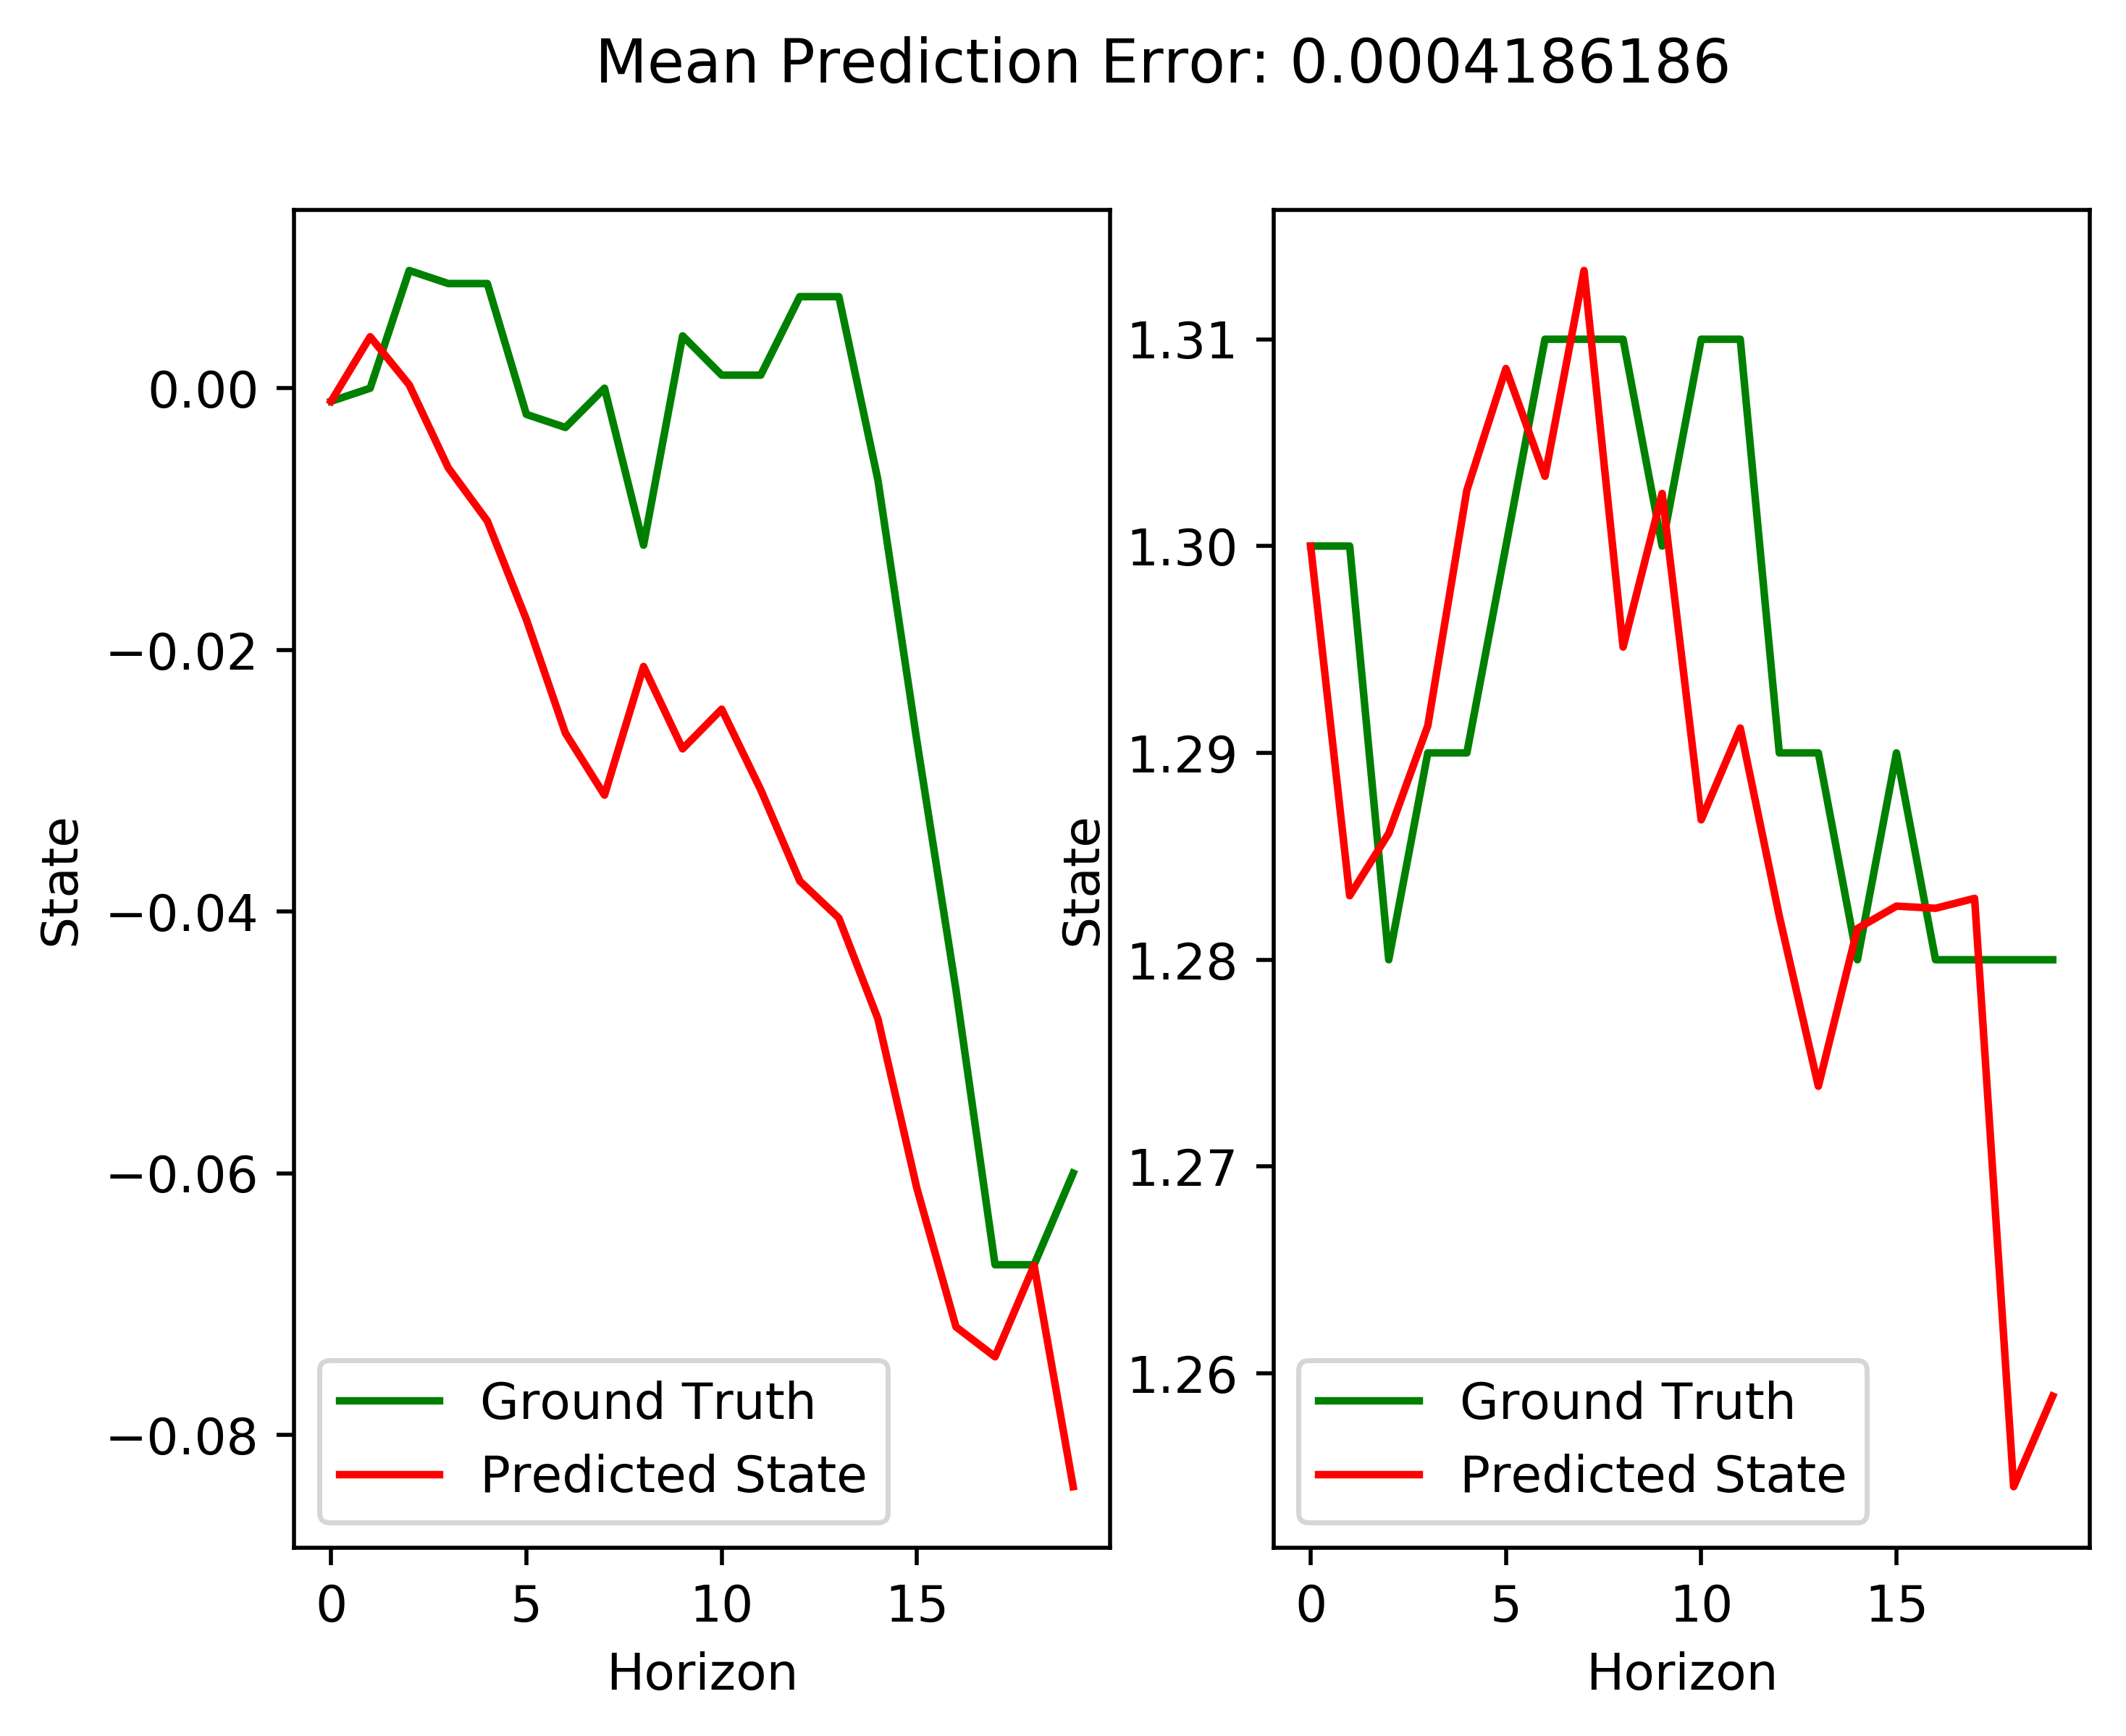 Mean Prediction Error: 0.0004186186
State
0.00
−0.02
−0.04
−0.06
−0.08
Ground Truth
Predicted State
0
5
10
15
Horizon
State
1.31
1.30
1.29
1.28
1.27
1.26
Ground Truth
Predicted State
0
5
10
15
Horizon